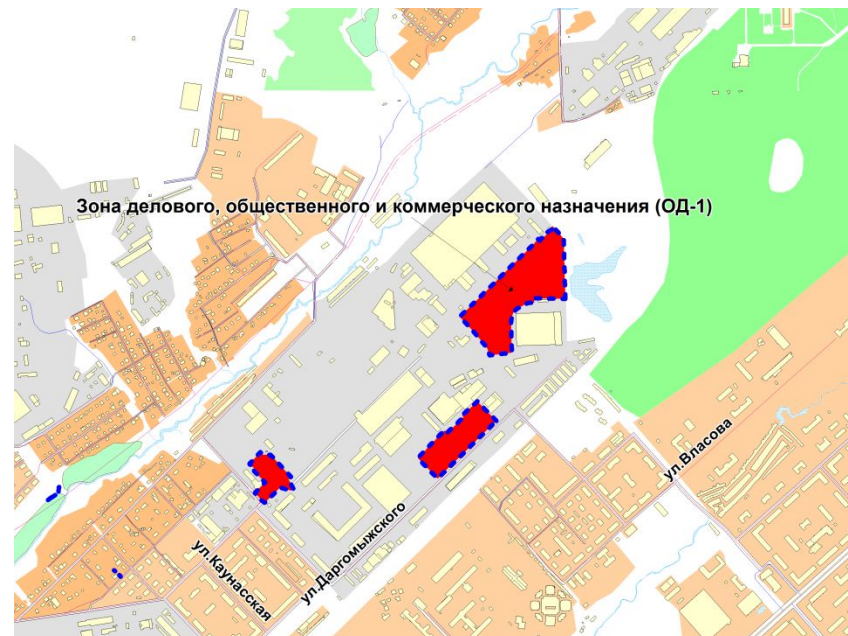 Зона делового, общественного и коммерческого назначения (ОД-1)
ул.Власова
ул.Даргомыжского
ул.Каунасская